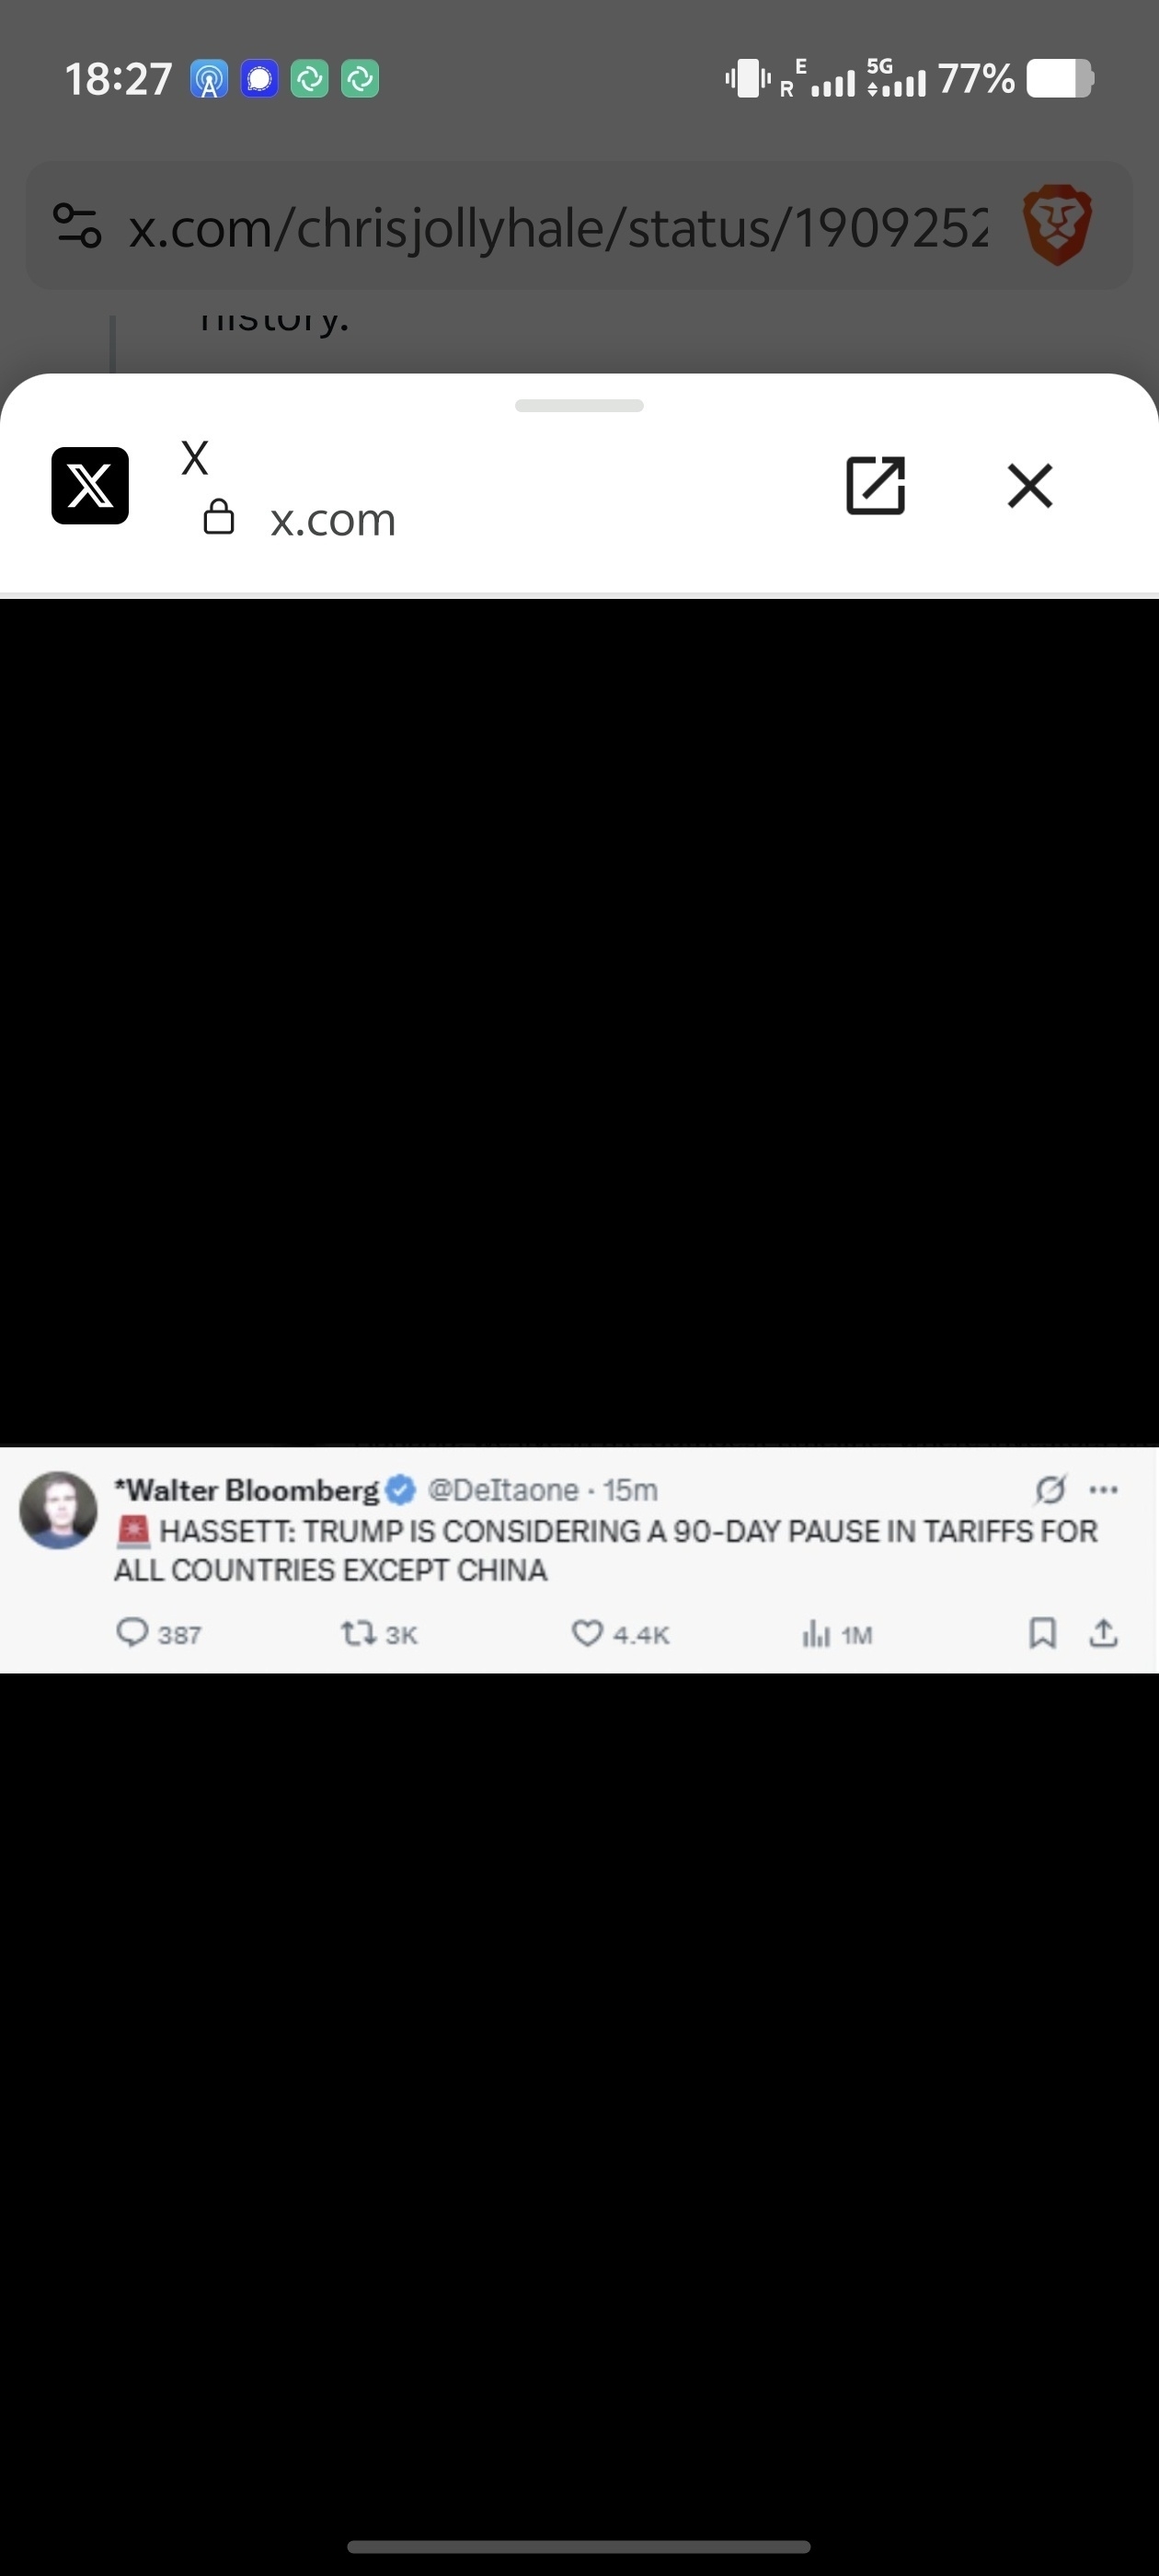 18:27
R E 5G 77%
x.com/chrisjollyhale/status/1909252
history.
X
x.com
*Walter Bloomberg @DeItaone · 15m
HASSETT: TRUMP IS CONSIDERING A 90-DAY PAUSE IN TARIFFS FOR
ALL COUNTRIES EXCEPT CHINA
387 3K 4.4K 1M